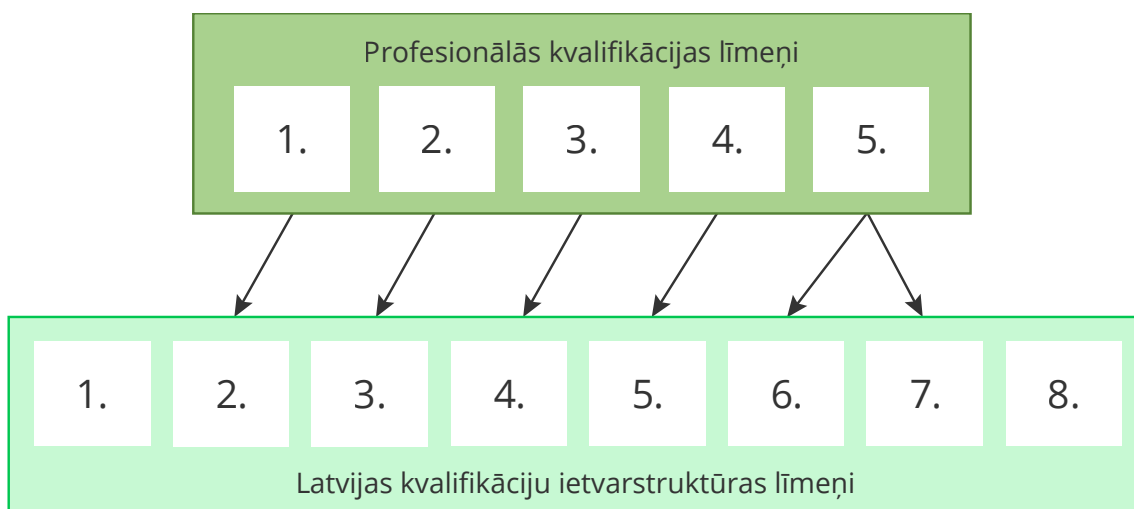 Profesionālās kvalifikācijas līmeņi
1. 2. 3. 4. 5.
1. 2. 3. 4. 5. 6. 7. 8.
Latvijas kvalifikāciju ietvarstruktūras līmeņi